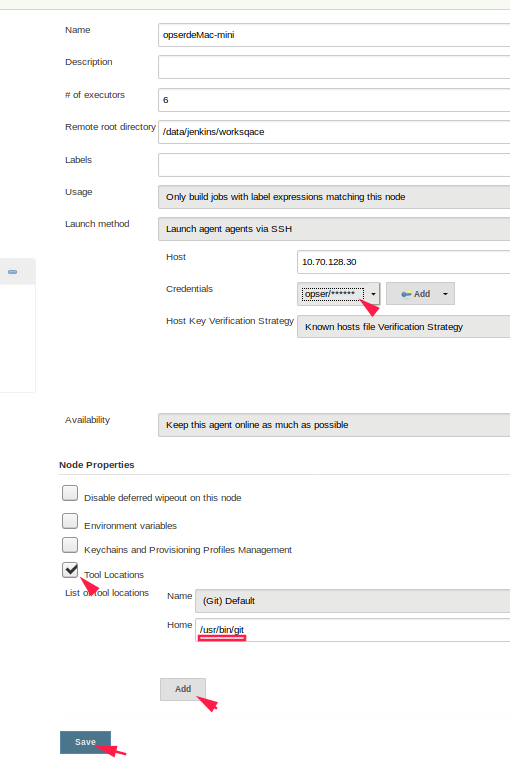 Name
opserdeMac-mini
Description
# of executors
6
Remote root directory
/data/jenkins/worksqace
Labels
Usage
Only build jobs with label expressions matching this node
Launch method
Launch agent agents via SSH
Host
10.70.128.30
Credentials
opser/******
Add
Host Key Verification Strategy
Known hosts file Verification Strategy
Availability
Keep this agent online as much as possible
Node Properties
Disable deferred wipeout on this node
Environment variables
Keychains and Provisioning Profiles Management
Tool Locations
List of tool locations
Name
(Git) Default
Home
/usr/bin/git
Add
Save